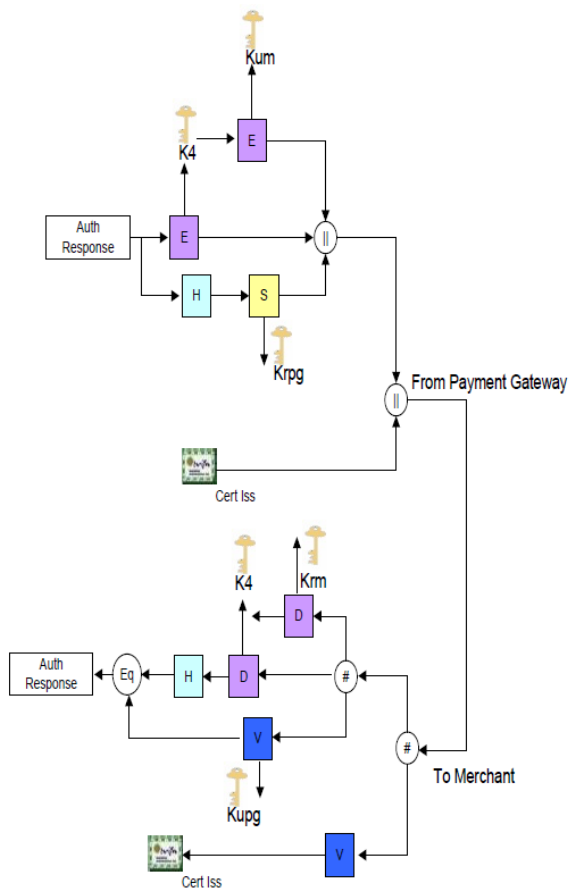 Kum
K4
E
Auth
Response
E
||
H
S
Krpg
From Payment Gateway
||
Cert Iss
K4
Krm
D
Auth
Response
Eq
H
D
#
V
#
To Merchant
Kupg
V
Cert Iss